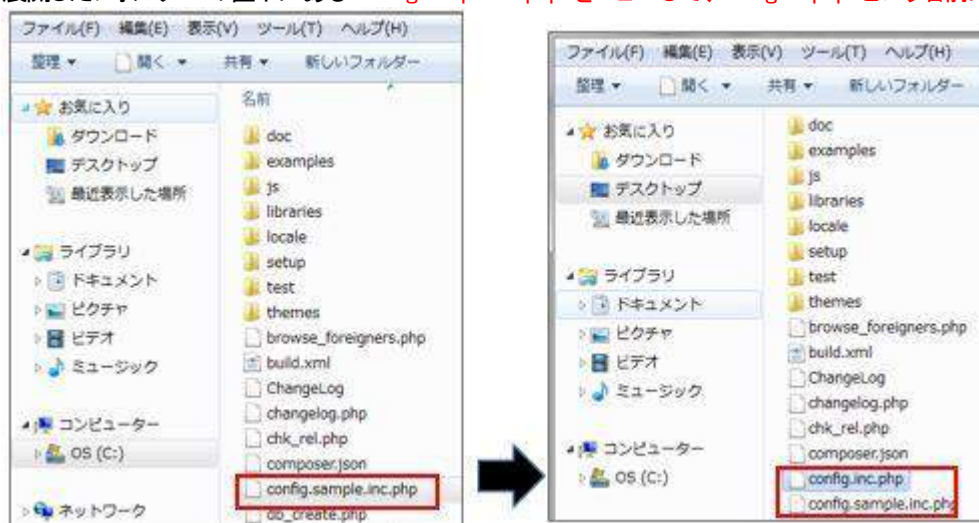 ファイル(F) 編集(E) 表示(V) ツール(T) ヘルプ(H)
整理 開く 共有 新しいフォルダー
お気に入り
ダウンロード
デスクトップ
最近表示した場所
ライブラリ
ドキュメント
ピクチャ
ビデオ
ミュージック
コンピューター
OS (C:)
ネットワーク
名前
doc
examples
js
libraries
locale
setup
test
themes
browse_foreigners.php
build.xml
ChangeLog
changelog.php
chk_rel.php
composer.json
config.sample.inc.php
db_create.php
ファイル(F) 編集(E) 表示(V) ツール(T) ヘルプ(H)
整理 開く 共有 新しいフォルダー
お気に入り
ダウンロード
デスクトップ
最近表示した場所
ライブラリ
ドキュメント
ピクチャ
ビデオ
ミュージック
コンピューター
OS (C:)
doc
examples
js
libraries
locale
setup
test
themes
browse_foreigners.php
build.xml
ChangeLog
changelog.php
chk_rel.php
composer.json
config.inc.php
config.sample.inc.php